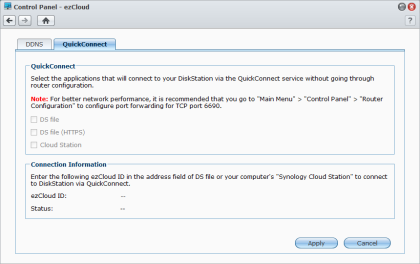 Control Panel - ezCloud
?
DDNS
QuickConnect
QuickConnect
Select the applications that will connect to your DiskStation via the QuickConnect service without going through
router configuration.
Note: For better network performance, it is recommended that you go to "Main Menu" > "Control Panel" > "Router
Configuration" to configure port forwarding for TCP port 6690.
DS file
DS file (HTTPS)
Cloud Station
Connection Information
Enter the following ezCloud ID in the address field of DS file or your computer's "Synology Cloud Station" to connect
to DiskStation via QuickConnect.
ezCloud ID: --
Status: --
Apply
Cancel